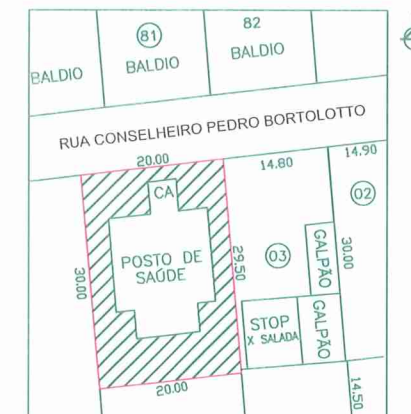 81
82
BALDIO
BALDIO
BALDIO
RUA CONSELHEIRO PEDRO BORTOLOTTO
20.00
14.80
14.90
CA
02
POSTO DE
SAÚDE
30.00
29.50
03
GALPÃO
30.00
STOP
X SALADA
GALPÃO
20.00
14.50